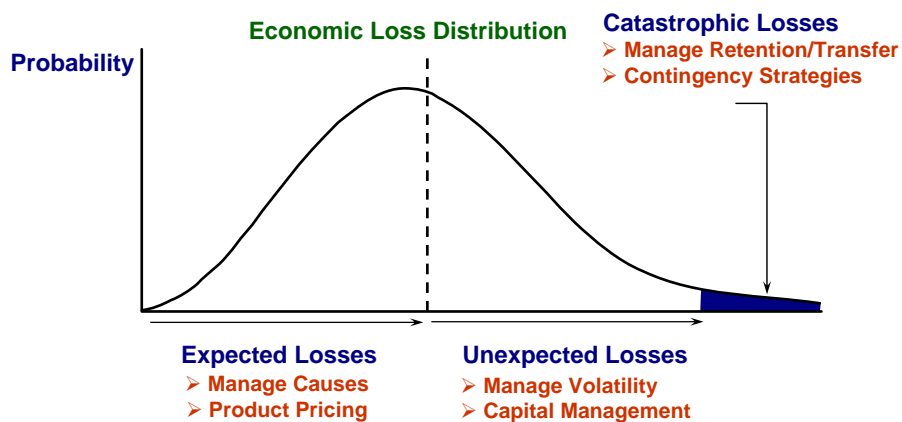 Economic Loss Distribution
Probability
Catastrophic Losses
➢ Manage Retention/Transfer
➢ Contingency Strategies
Expected Losses
➢ Manage Causes
➢ Product Pricing
Unexpected Losses
➢ Manage Volatility
➢ Capital Management